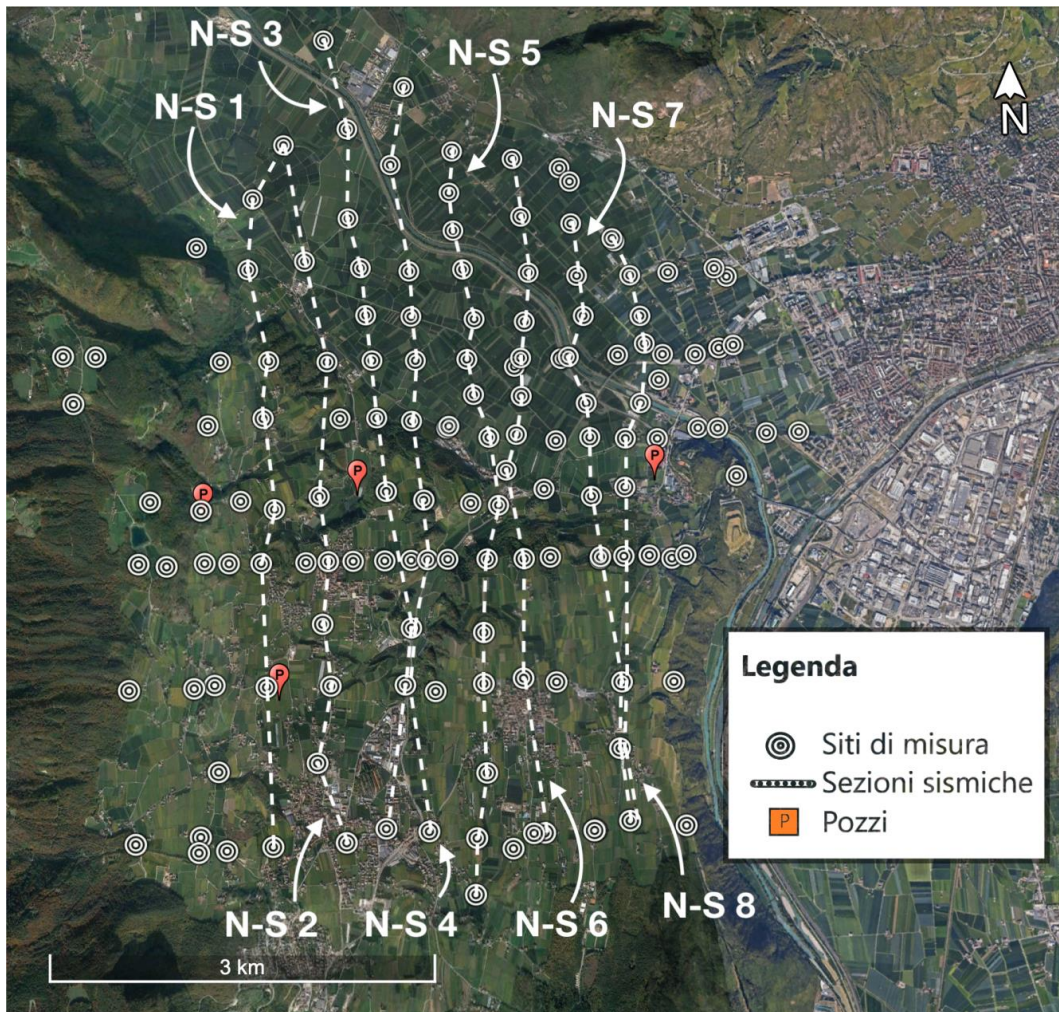 N-S 3
N-S 5
N-S 1
N-S 7
N
P
P
P
P
Legenda
Siti di misura
Sezioni sismiche
P Pozzi
N-S 2
N-S 4
N-S 6
N-S 8
3 km